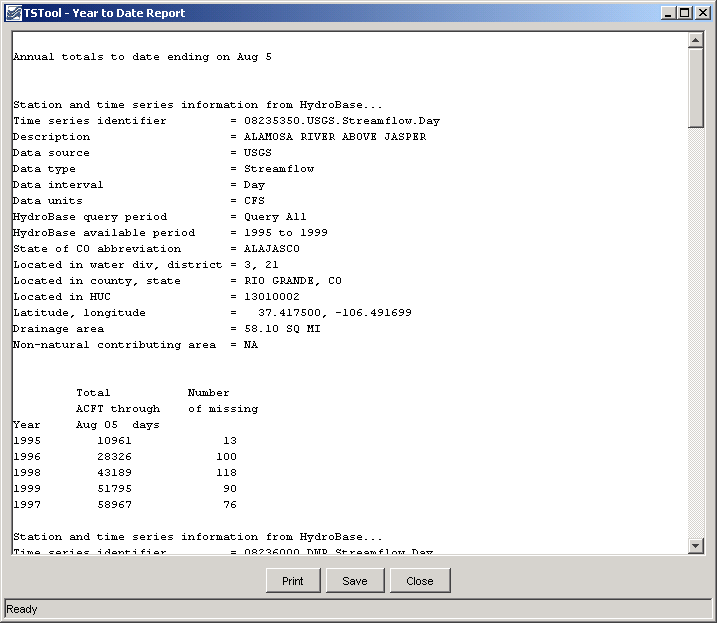 TSTool - Year to Date Report
Annual totals to date ending on Aug 5
Station and time series information from HydroBase...
Time series identifier = 08235350.USGS.Streamflow.Day
Description = ALAMOSA RIVER ABOVE JASPER
Data source = USGS
Data type = Streamflow
Data interval = Day
Data units = CFS
HydroBase query period = Query All
HydroBase available period = 1995 to 1999
State of CO abbreviation = ALAJASCO
Located in water div, district = 3, 21
Located in county, state = RIO GRANDE, CO
Located in HUC = 13010002
Latitude, longitude = 37.417500, -106.491699
Drainage area = 58.10 SQ MI
Non-natural contributing area = NA
Total Number
ACFT through of missing
Year Aug 05 days
1995 10961 13
1996 28326 100
1998 43189 118
1999 51795 90
1997 58967 76
Station and time series information from HydroBase...
Time series identifier = 08236000.DWR.Streamflow.Day
Print Save Close
Ready